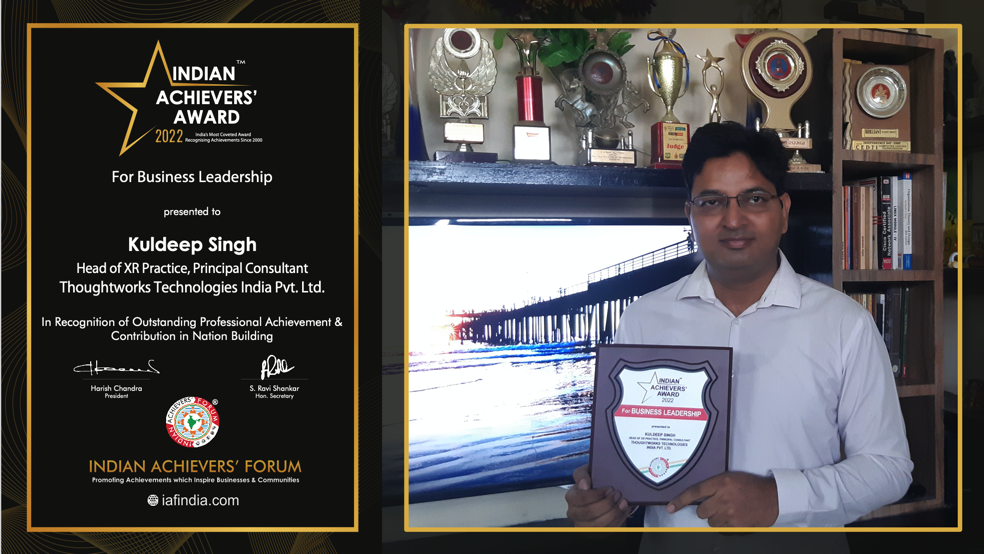 INDIAN™
ACHIEVERS'
AWARD
2022 India's Most Coveted Award
Recognising Achievements Since 2000
For Business Leadership
presented to
Kuldeep Singh
Head of XR Practice, Principal Consultant
Thoughtworks Technologies India Pvt. Ltd.
In Recognition of Outstanding Professional Achievement &
Contribution in Nation Building
Harish Chandra
President
S. Ravi Shankar
Hon. Secretary
INDIAN ACHIEVERS' FORUM
®
INDIAN ACHIEVERS' FORUM
Promoting Achievements which Inspire Businesses & Communities
iafindia.com
Judge
Cisco Certified
INDIAN™
ACHIEVERS'
AWARD
2022
For BUSINESS LEADERSHIP
presented to
KULDEEP SINGH
HEAD OF XR PRACTICE, PRINCIPAL CONSULTANT
THOUGHTWORKS TECHNOLOGIES
INDIA PVT. LTD.